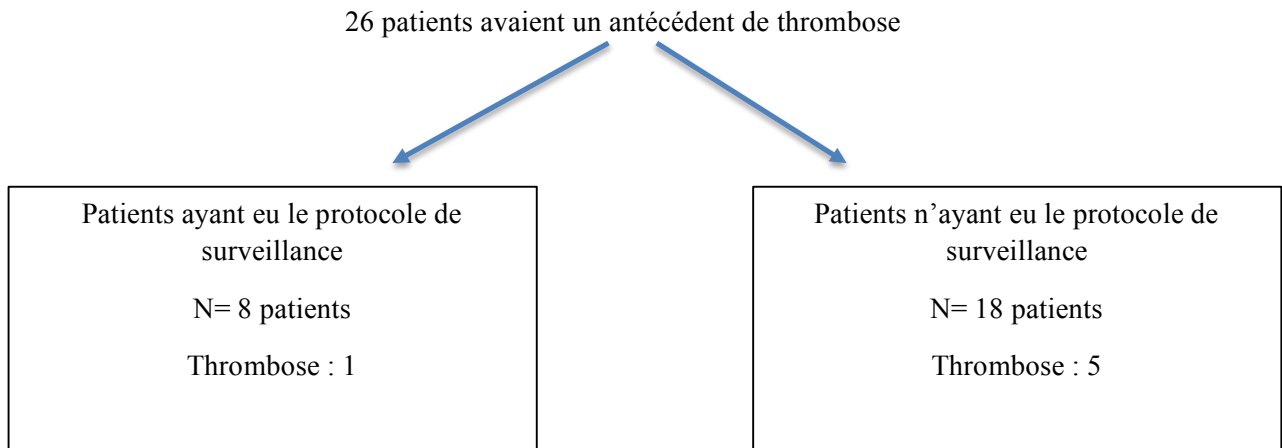 26 patients avaient un antécédent de thrombose
Patients ayant eu le protocole de
surveillance
N= 8 patients
Thrombose : 1
Patients n’ayant eu le protocole de
surveillance
N= 18 patients
Thrombose : 5